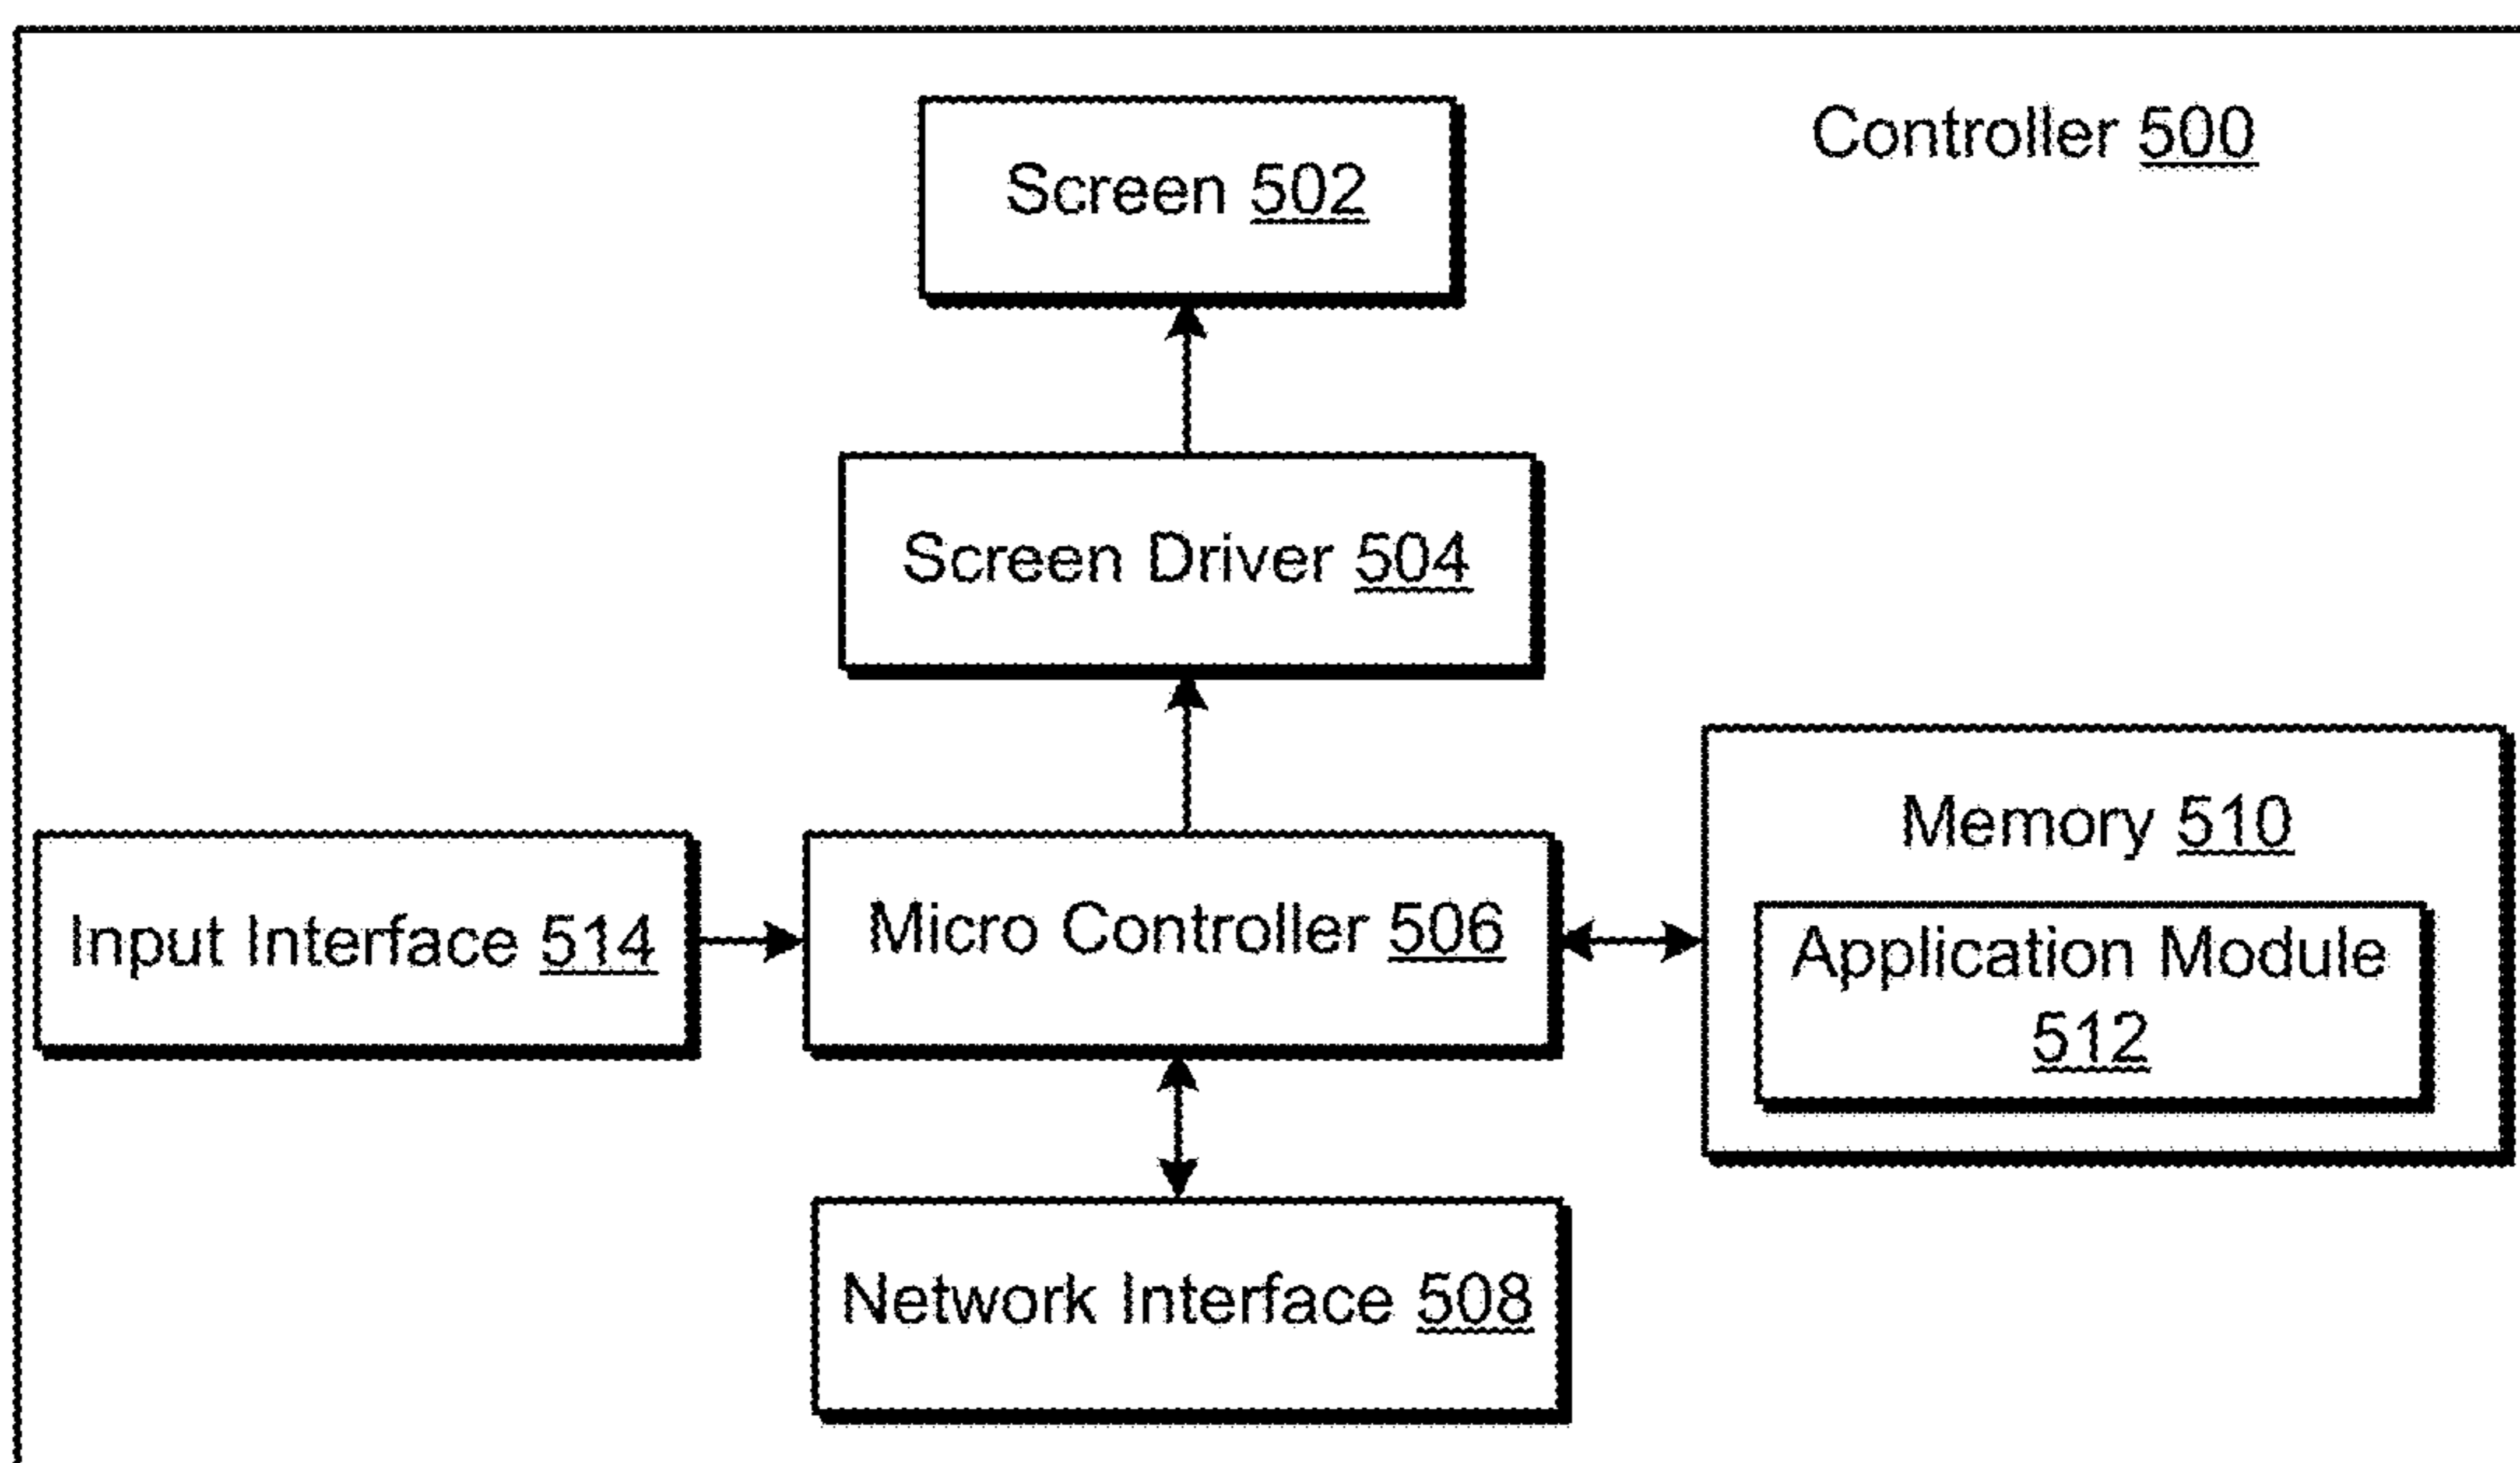 Controller 500
Screen 502
Screen Driver 504
Memory 510
Input Interface 514
Micro Controller 506
Application Module
512
Network Interface 508